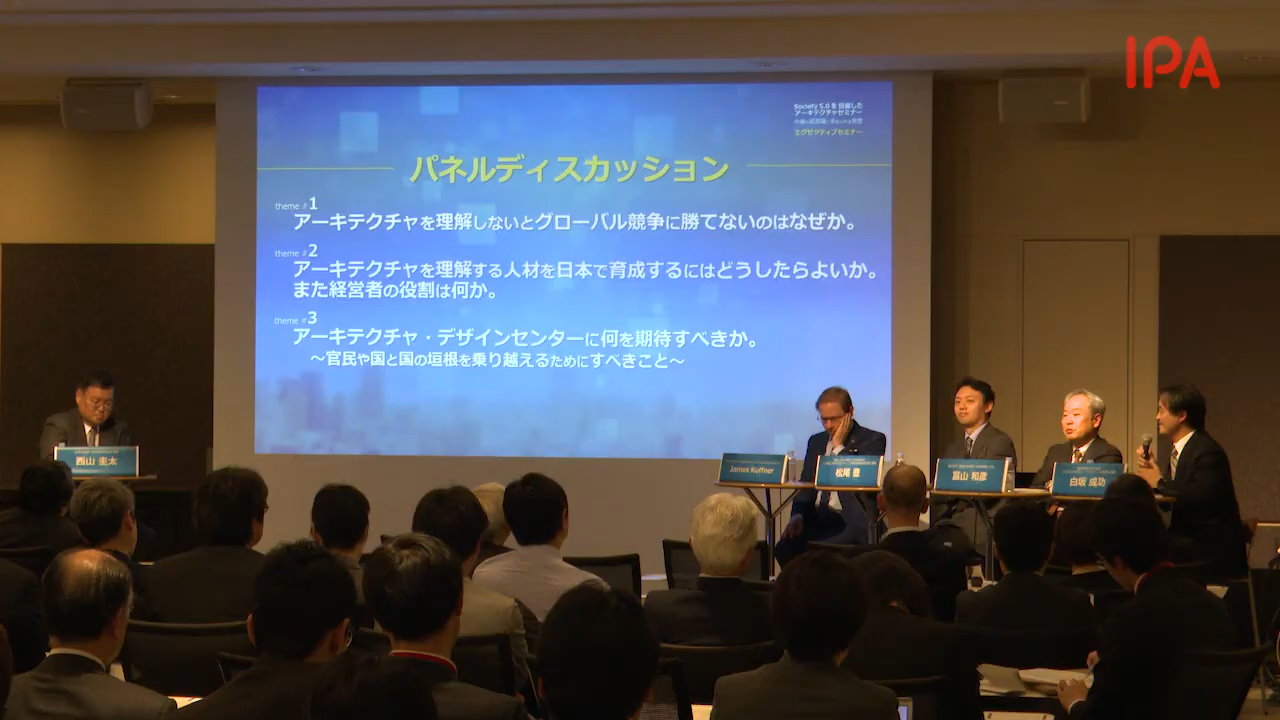 IPA
Society 5.0 を目指した
アーキテクチャセミナー
エグゼクティブセミナー
パネルディスカッション
theme #1
アーキテクチャを理解しないとグローバル競争に勝てないのはなぜか。
theme #2
アーキテクチャを理解する人材を日本で育成するにはどうしたらよいか。
また経営者の役割は何か。
theme #3
アーキテクチャ・デザインセンターに何を期待すべきか。
～官民や国と国の垣根を乗り越えるためにすべきこと～
西山 圭太
James Kuffner
松尾 豊
冨山 和彦
白坂 成功